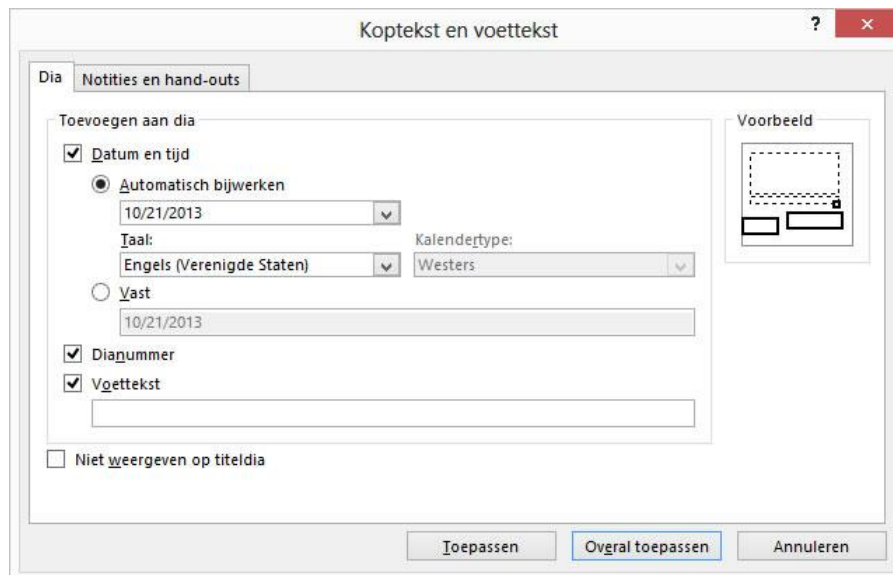 Koptekst en voettekst
?
Dia Notities en hand-outs
Toevoegen aan dia
Voorbeeld
Datum en tijd
Automatisch bijwerken
10/21/2013
Taal: Kalendertype:
Engels (Verenigde Staten) Westers
Vast
10/21/2013
Dianummer
Voettekst
Niet weergeven op titeldia
Toepassen Overal toepassen Annuleren